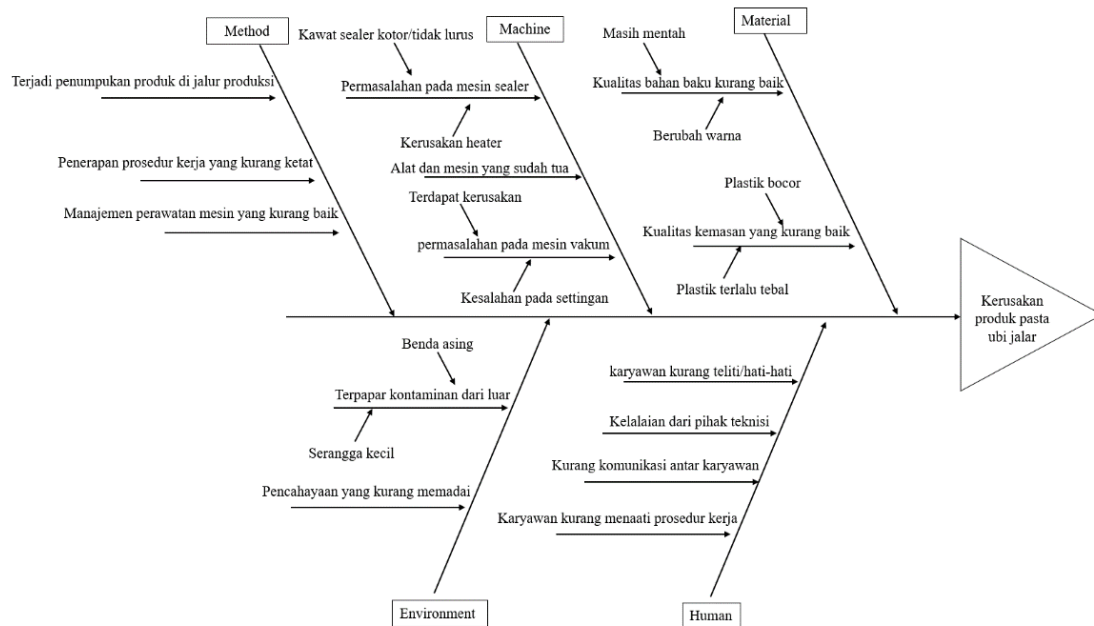 Method
Terjadi penumpukan produk di jalur produksi
Penerapan prosedur kerja yang kurang ketat
Manajemen perawatan mesin yang kurang baik
Machine
Kawat sealer kotor/tidak lurus
Permasalahan pada mesin sealer
Kerusakan heater
Alat dan mesin yang sudah tua
Terdapat kerusakan
permasalahan pada mesin vakum
Kesalahan pada settingan
Material
Masih mentah
Kualitas bahan baku kurang baik
Berubah warna
Plastik bocor
Kualitas kemasan yang kurang baik
Plastik terlalu tebal
Kerusakan
produk pasta
ubi jalar
Benda asing
Terpapar kontaminan dari luar
Serangga kecil
Pencahayaan yang kurang memadai
Environment
karyawan kurang teliti/hati-hati
Kelalaian dari pihak teknisi
Kurang komunikasi antar karyawan
Karyawan kurang menaati prosedur kerja
Human